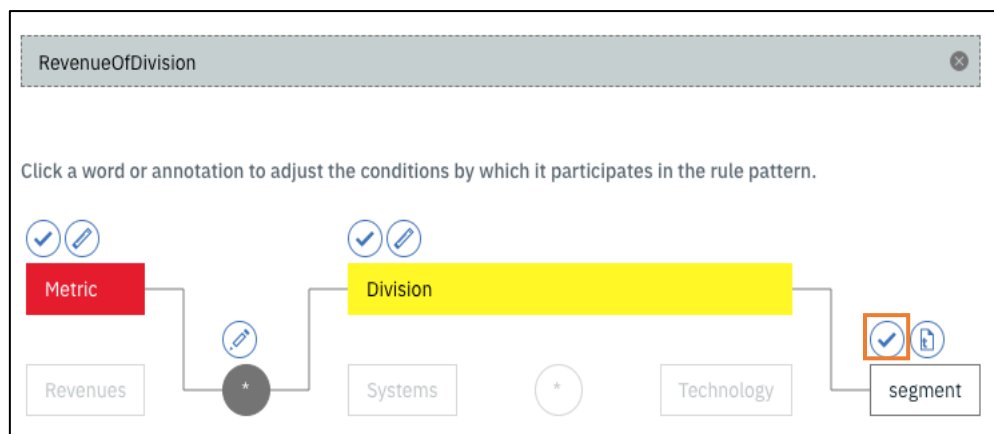 RevenueOfDivision
Click a word or annotation to adjust the conditions by which it participates in the rule pattern.
Metric
Division
Revenues
*
Systems
*
Technology
segment